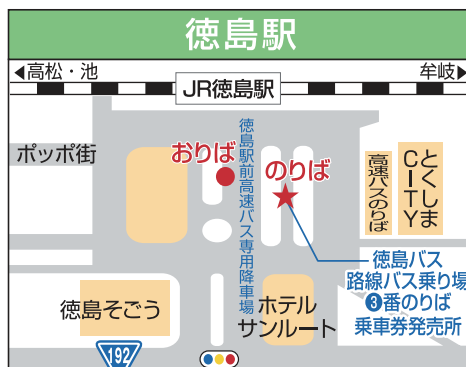 徳島駅
◀高松・池
牟岐▶
JR徳島駅
ポッポ街
おりば
のりば
徳島駅前高速バス専用降車場
高速バスのりば
とくしま
CITY
徳島バス
路線バス乗り場
❸番のりば
乗車券発売所
徳島そごう
ホテル
サンルート
192